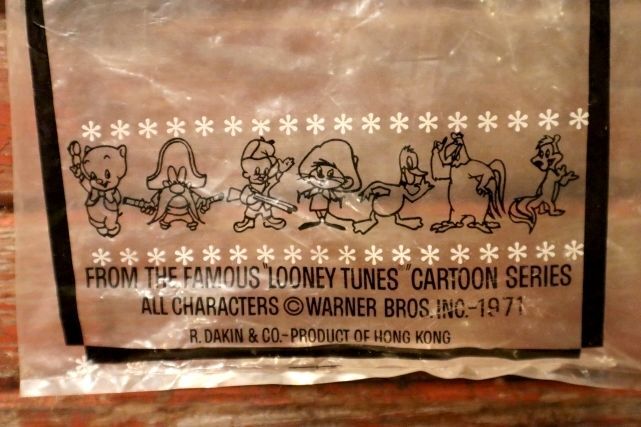 FROM THE FAMOUS "LOONEY TUNES" CARTOON SERIES
ALL CHARACTERS © WARNER BROS. INC.-1971
R. DAKIN & CO.-PRODUCT OF HONG KONG